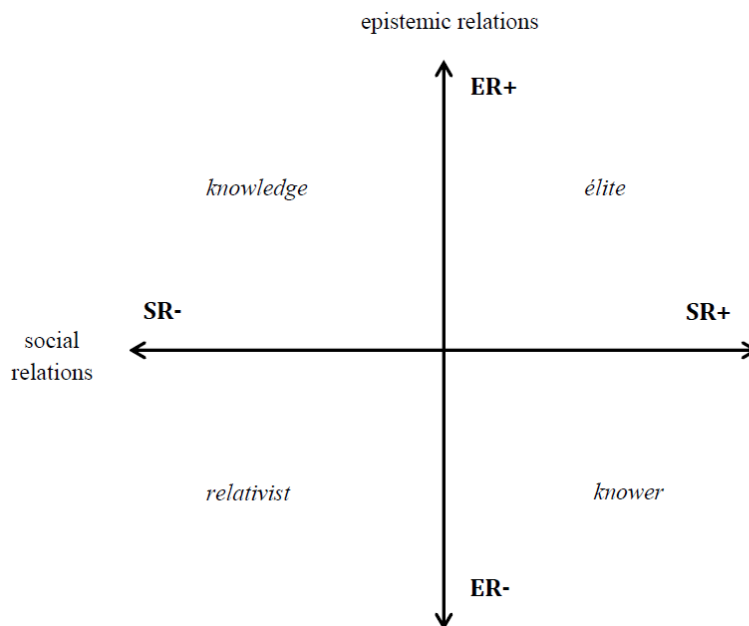 epistemic relations
ER+
knowledge
élite
SR-
SR+
social
relations
relativist
knower
ER-